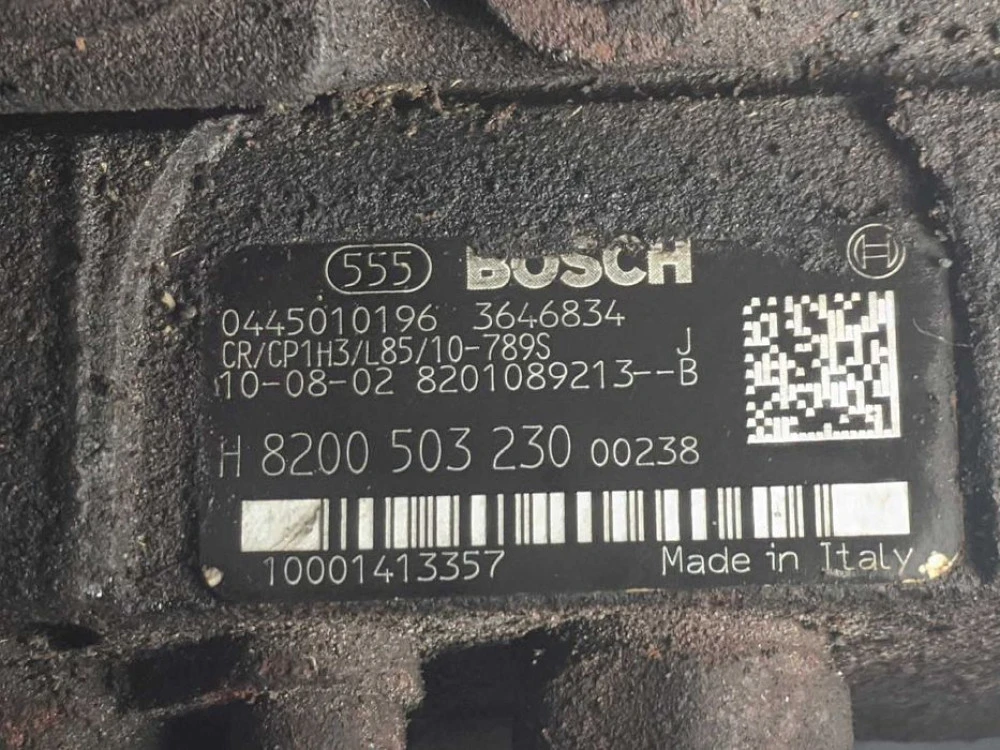 555 BOSCH H
0445010196 3646834
CR/CP1H3/L85/10-789S J
10-08-02 8201089213--B
H 8200 503 230 00238
10001413357 Made in Italy